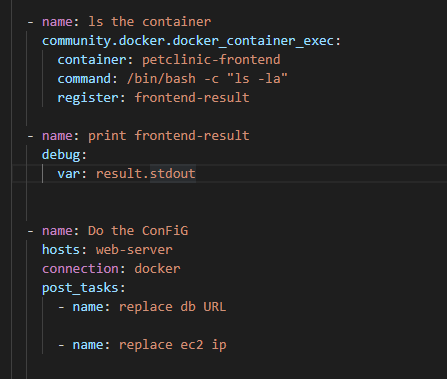 - name: ls the container
community.docker.docker_container_exec:
container: petclinic-frontend
command: /bin/bash -c "ls -la"
register: frontend-result
- name: print frontend-result
debug:
var: result.stdout
- name: Do the ConFiG
hosts: web-server
connection: docker
post_tasks:
- name: replace db URL
- name: replace ec2 ip